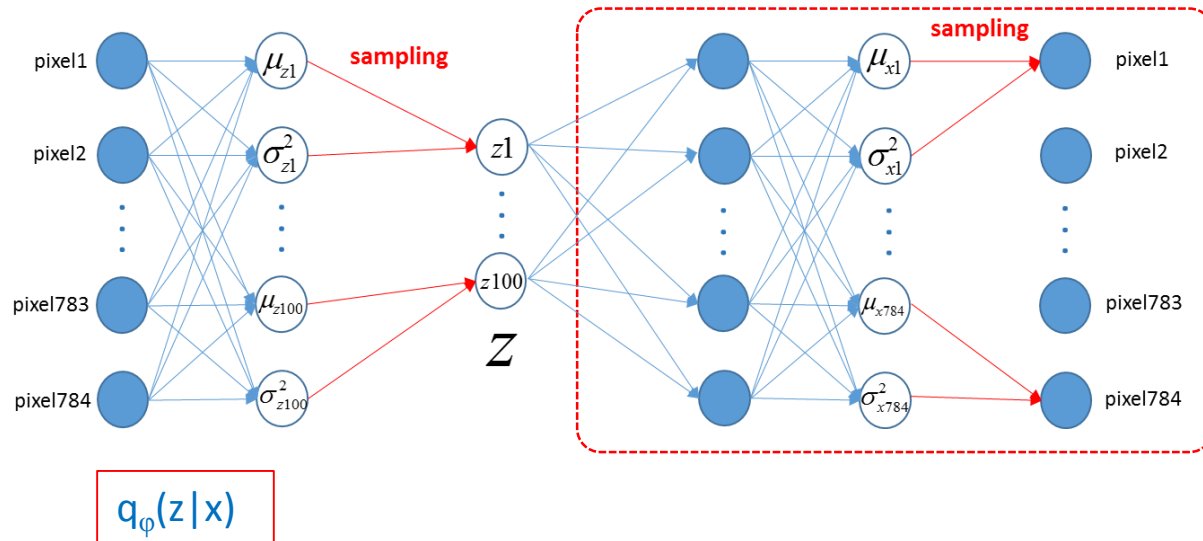 pixel1
pixel2
pixel783
pixel784
μz1
σ²z1
μz100
σ²z100
sampling
z1
z100
z
sampling
μx1
σ²x1
μx784
σ²x784
pixel1
pixel2
pixel783
pixel784
qφ(z|x)